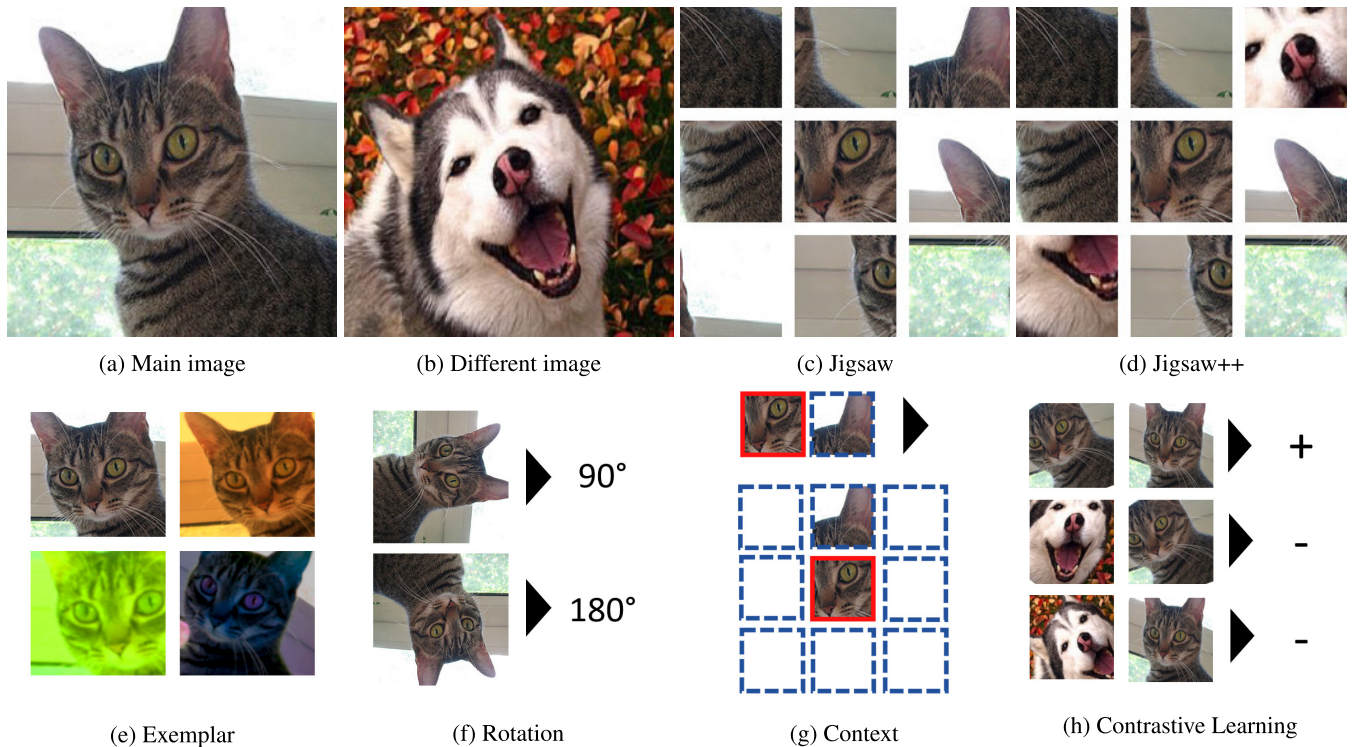 (a) Main image
(b) Different image
(c) Jigsaw
(d) Jigsaw++
90°
180°
+
-
-
(e) Exemplar
(f) Rotation
(g) Context
(h) Contrastive Learning